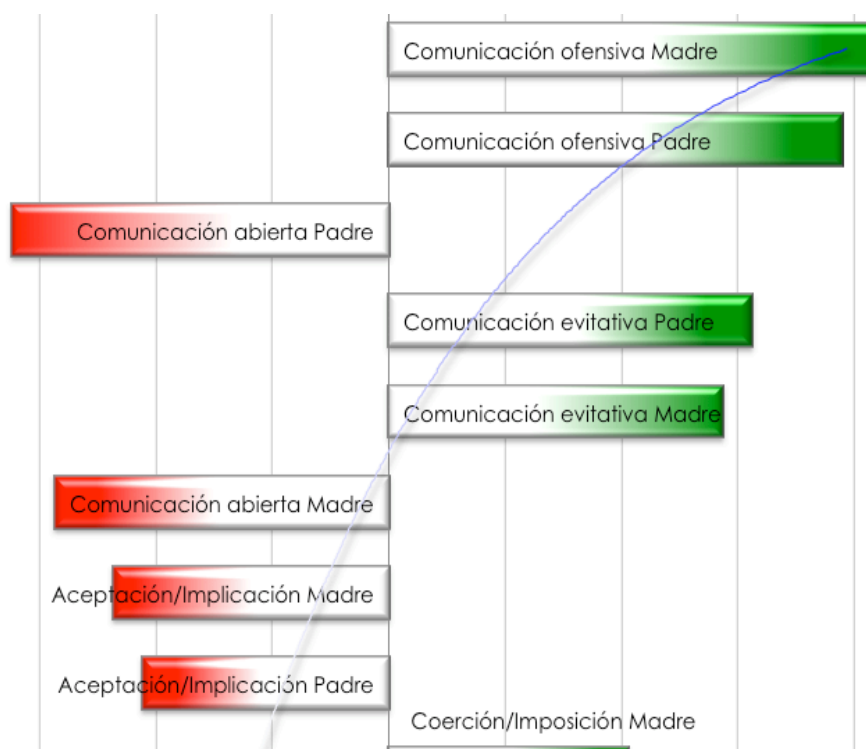 Comunicación ofensiva Madre
Comunicación ofensiva Padre
Comunicación abierta Padre
Comunicación evitativa Padre
Comunicación evitativa Madre
Comunicación abierta Madre
Aceptación/Implicación Madre
Aceptación/Implicación Padre
Coerción/Imposición Madre